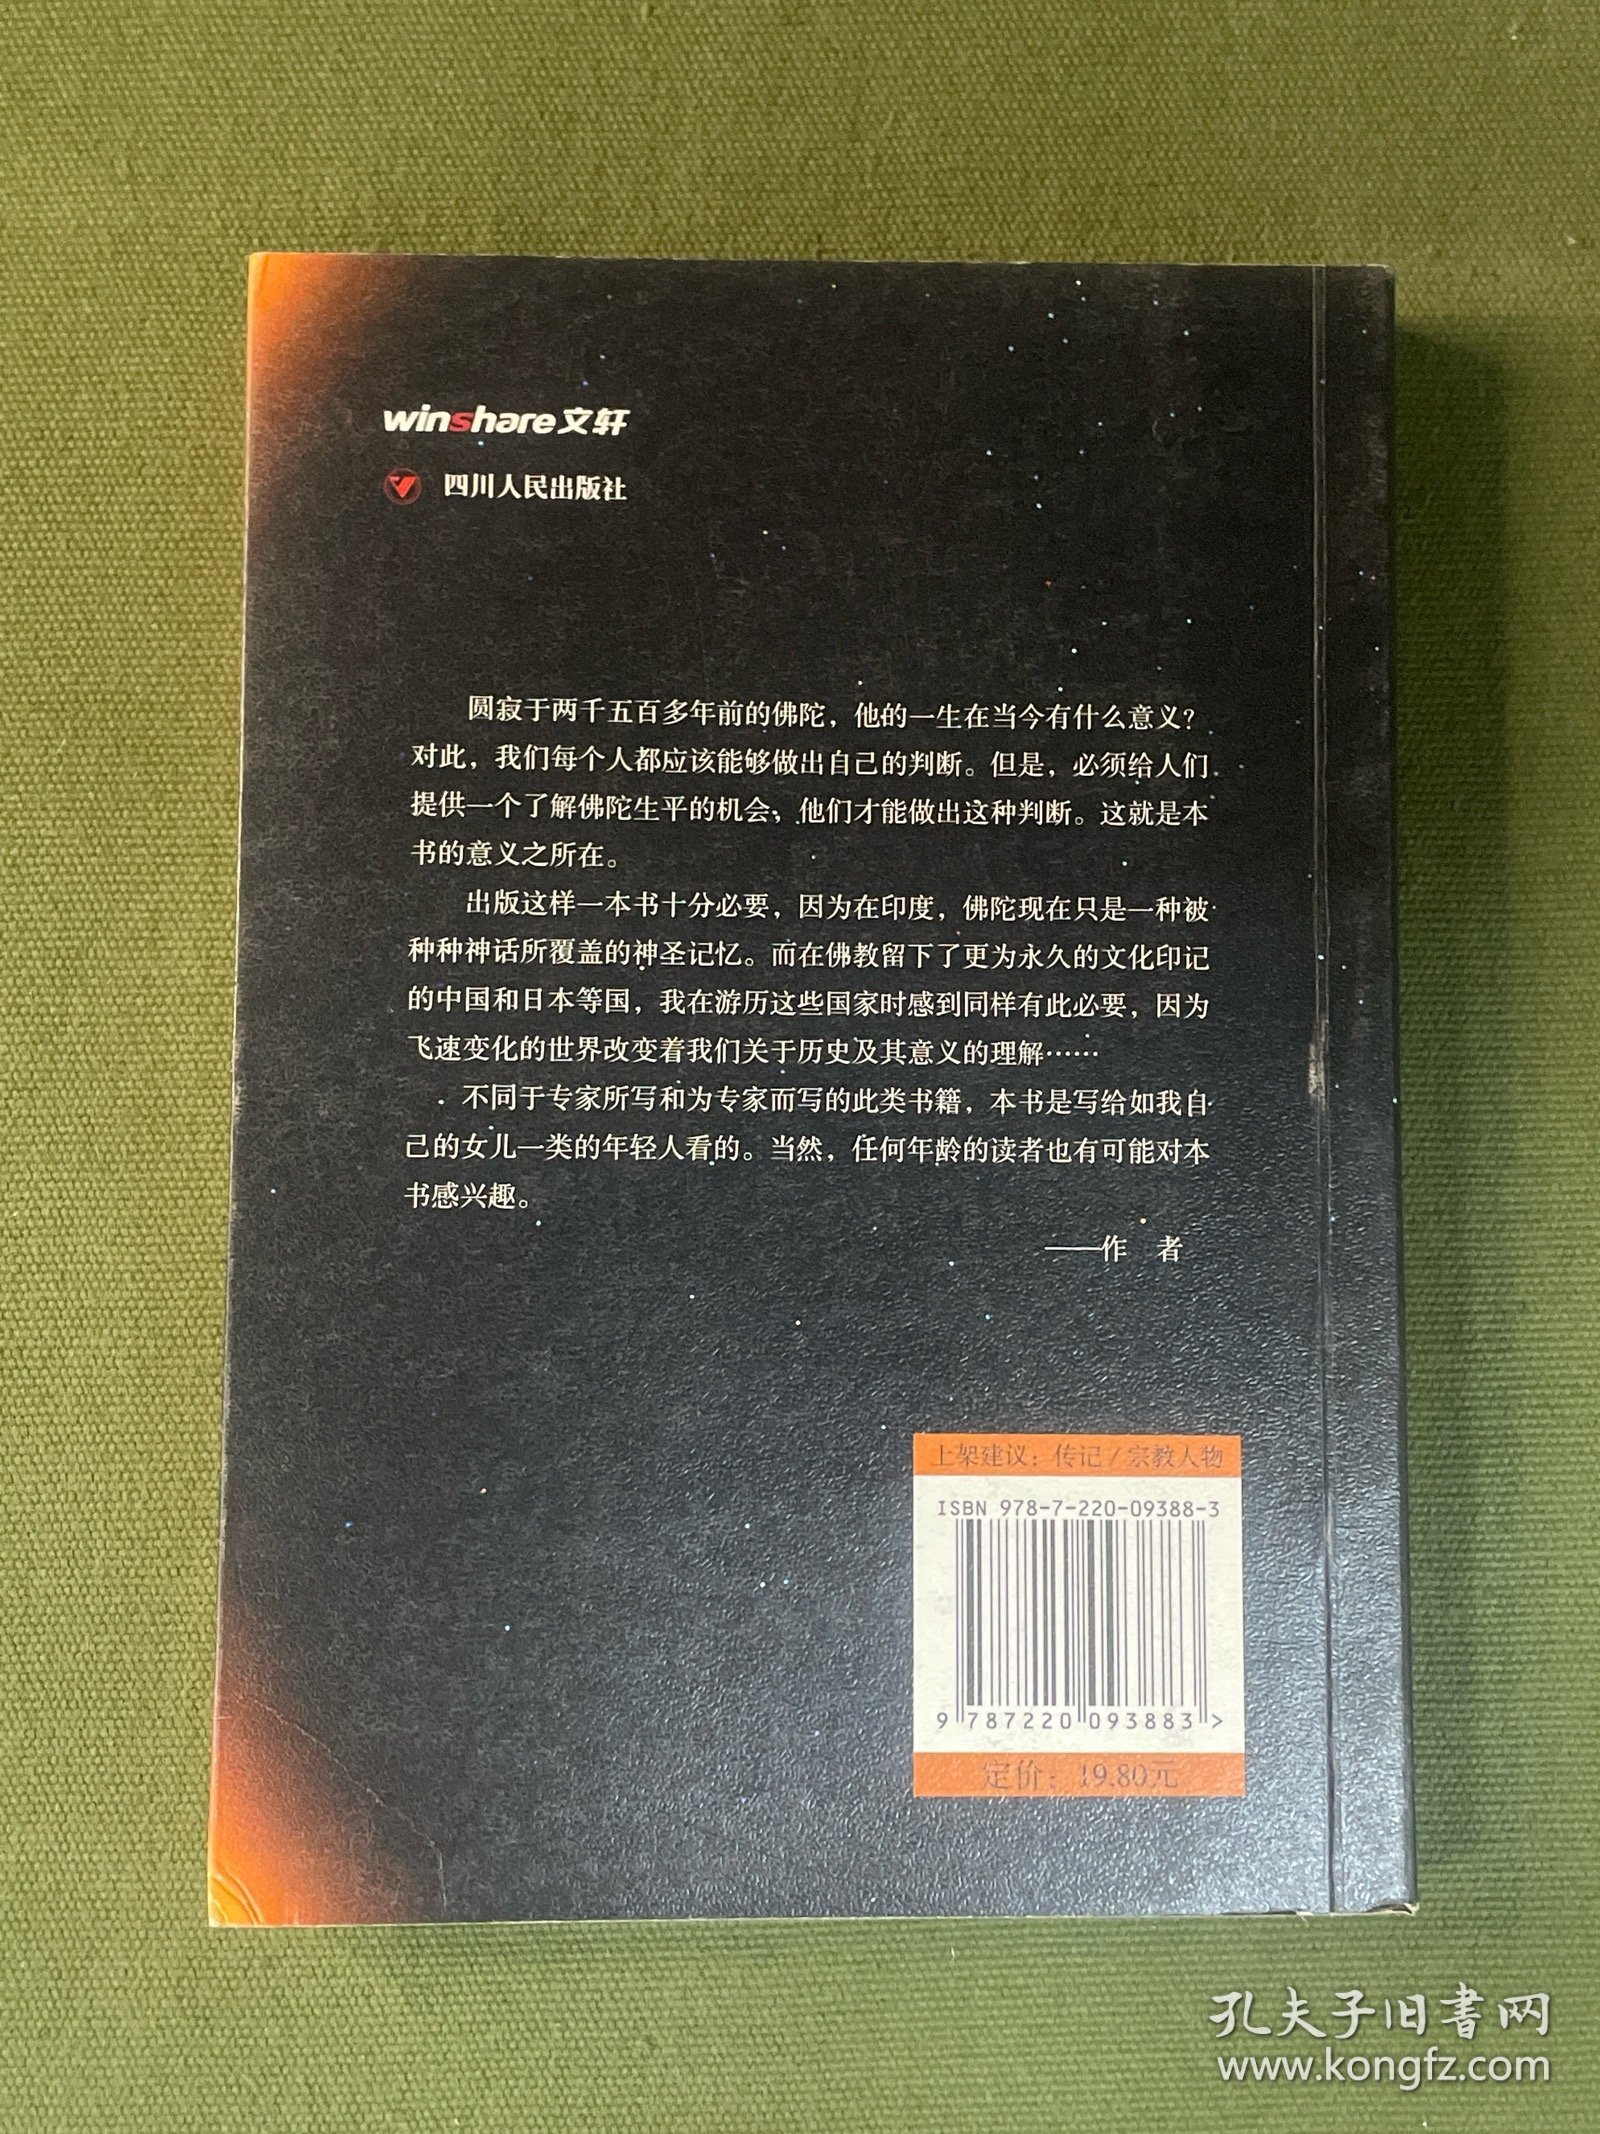 winshare文轩
四川人民出版社
圆寂于两千五百多年前的佛陀，他的一生在当今有什么意义？
对此，我们每个人都应该能够做出自己的判断。但是，必须给人们
提供一个了解佛陀生平的机会，他们才能做出这种判断。这就是本
书的意义之所在。
出版这样一本书十分必要，因为在印度，佛陀现在只是一种被
种种神话所覆盖的神圣记忆。而在佛教留下了更为永久的文化印记
的中国和日本等国，我在游历这些国家时感到同样有此必要，因为
飞速变化的世界改变着我们关于历史及其意义的理解……
不同于专家所写和为专家而写的此类书籍，本书是写给如我自
己的女儿一类的年轻人看的。当然，任何年龄的读者也有可能对本
书感兴趣。
——作 者
上架建议：传记／宗教人物
ISBN 978-7-220-09388-3
9 787220 093883 >
定价：19.80元
孔夫子旧书网
www.kongfz.com